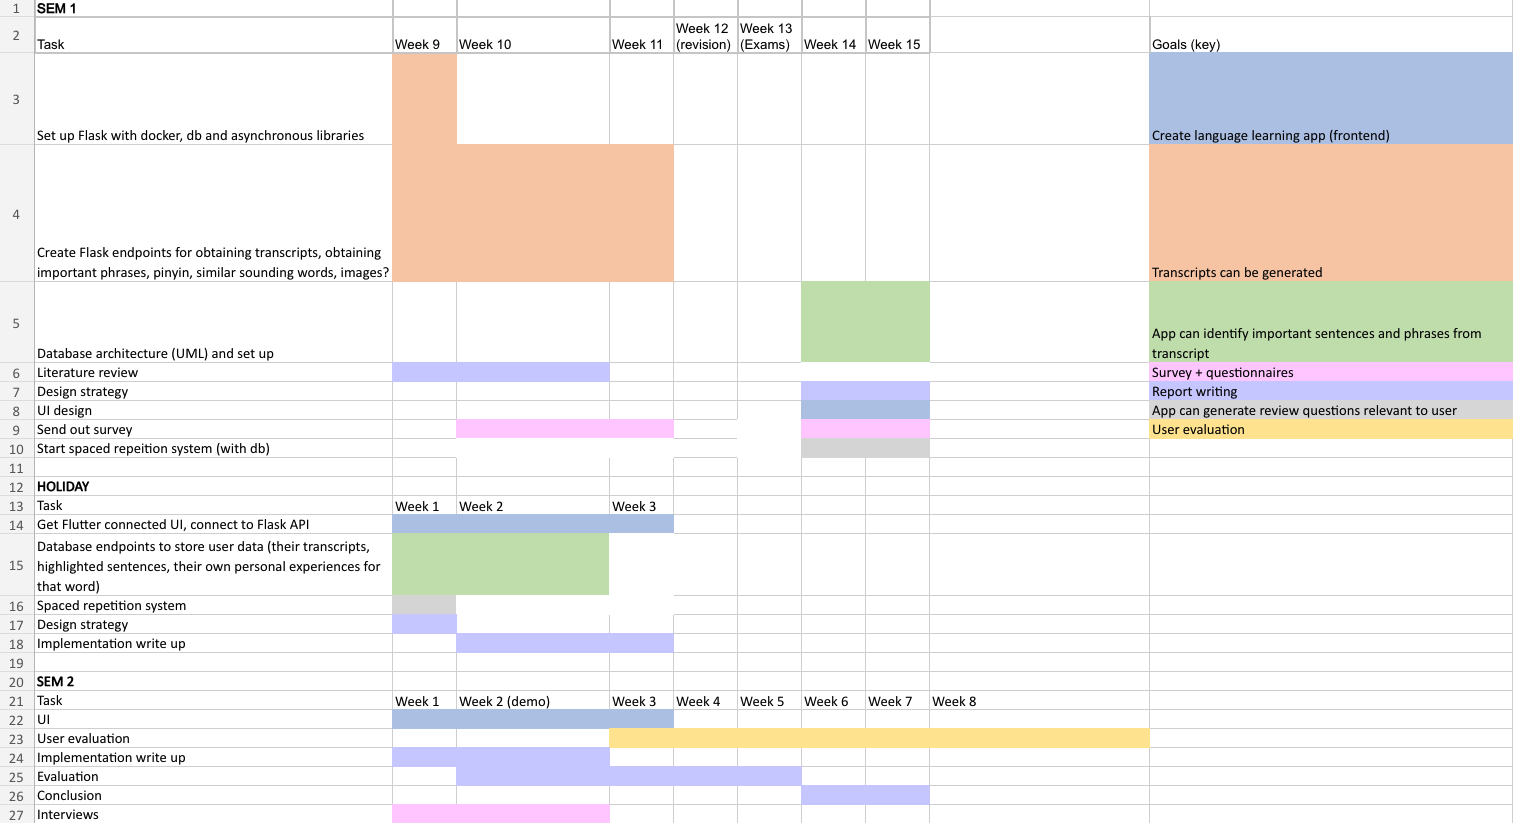 1 SEM 1
2 Task Week 9 Week 10 Week 11 Week 12 (revision) Week 13 (Exams) Week 14 Week 15 Goals (key)
3 Set up Flask with docker, db and asynchronous libraries Create language learning app (frontend)
4 Create Flask endpoints for obtaining transcripts, obtaining
important phrases, pinyin, similar sounding words, images? Transcripts can be generated
5 Database architecture (UML) and set up App can identify important sentences and phrases from
transcript
6 Literature review Survey + questionnaires
7 Design strategy Report writing
8 UI design App can generate review questions relevant to user
9 Send out survey User evaluation
10 Start spaced repeition system (with db)
11
12 HOLIDAY
13 Task Week 1 Week 2 Week 3
14 Get Flutter connected UI, connect to Flask API
15 Database endpoints to store user data (their transcripts,
highlighted sentences, their own personal experiences for
that word)
16 Spaced repetition system
17 Design strategy
18 Implementation write up
19
20 SEM 2
21 Task Week 1 Week 2 (demo) Week 3 Week 4 Week 5 Week 6 Week 7 Week 8
22 UI
23 User evaluation
24 Implementation write up
25 Evaluation
26 Conclusion
27 Interviews